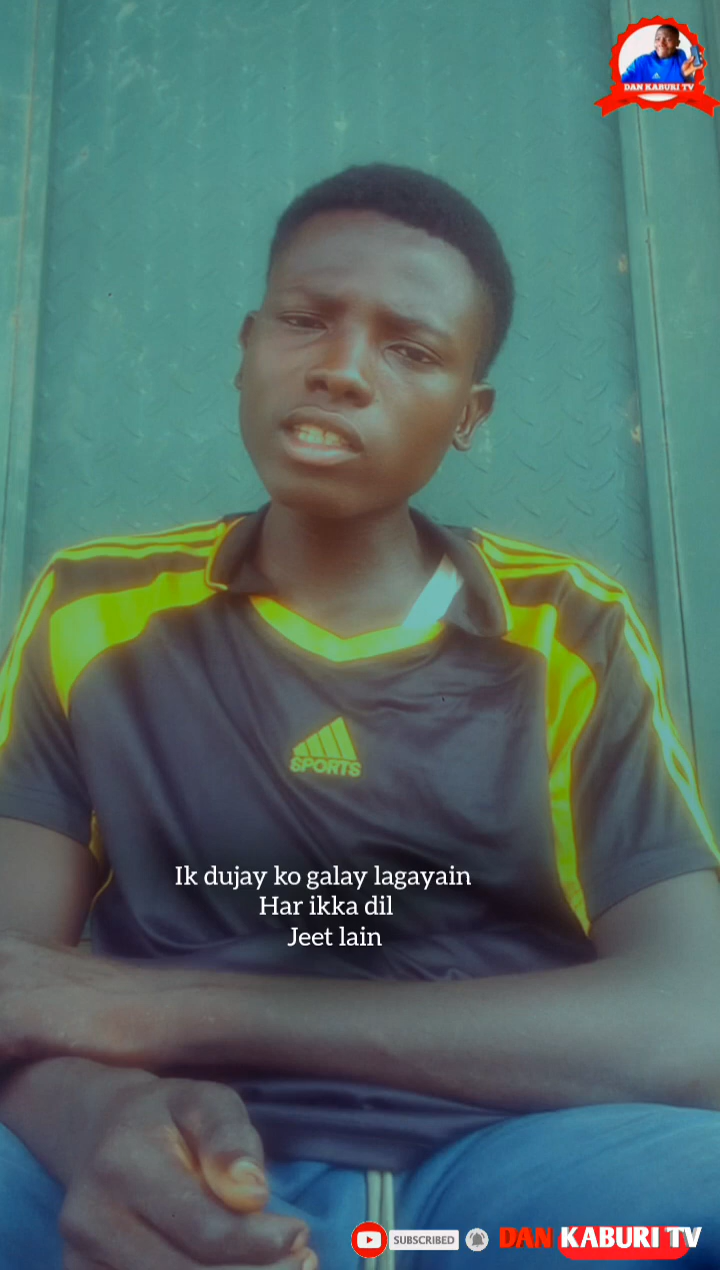 DAN KABURI TV
SPORTS
Ik dujay ko galay lagayain
Har ikka dil
Jeet lain
SUBSCRIBED
DAN KABURI TV